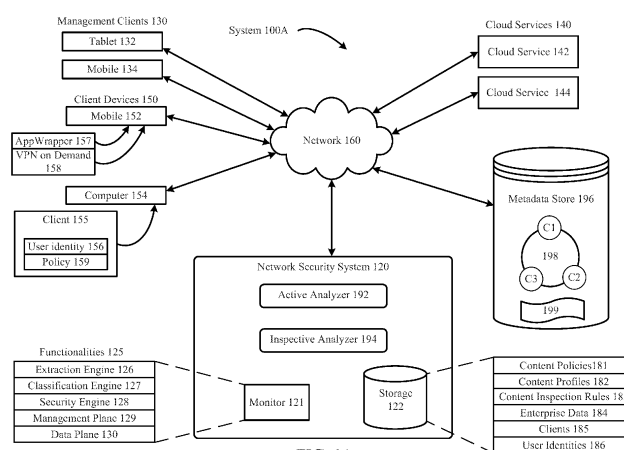 Management Clients 130
Tablet 132
Mobile 134
System 100A
Cloud Services 140
Cloud Service 142
Cloud Service 144
Client Devices 150
Mobile 152
AppWrapper 157
VPN on Demand
158
Network 160
Computer 154
Client 155
User identity 156
Policy 159
Metadata Store 196
C1
198
C3
C2
199
Network Security System 120
Active Analyzer 192
Inspective Analyzer 194
Monitor 121
Storage
122
Functionalities 125
Extraction Engine 126
Classification Engine 127
Security Engine 128
Management Plane 129
Data Plane 130
Content Policies181
Content Profiles 182
Content Inspection Rules 18
Enterprise Data 184
Clients 185
User Identities 186